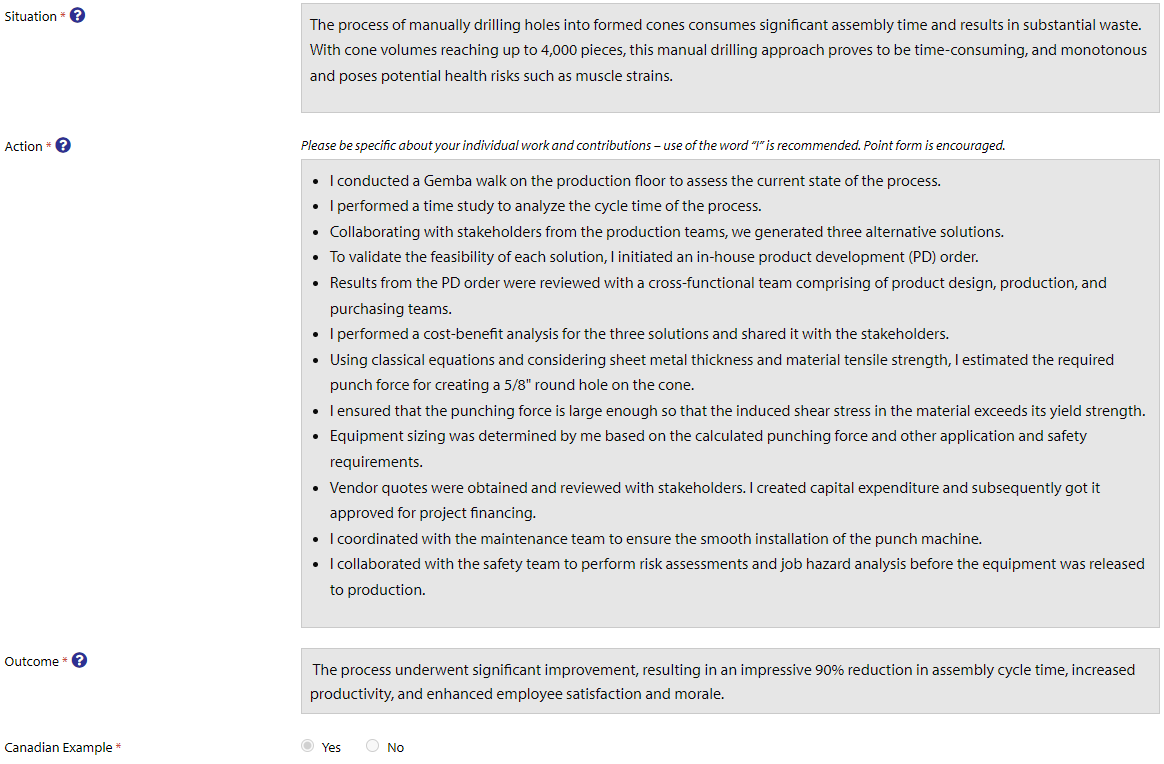 Situation * ?
The process of manually drilling holes into formed cones consumes significant assembly time and results in substantial waste.
With cone volumes reaching up to 4,000 pieces, this manual drilling approach proves to be time-consuming, and monotonous
and poses potential health risks such as muscle strains.
Action * ?
Please be specific about your individual work and contributions – use of the word "I" is recommended. Point form is encouraged.
• I conducted a Gemba walk on the production floor to assess the current state of the process.
• I performed a time study to analyze the cycle time of the process.
• Collaborating with stakeholders from the production teams, we generated three alternative solutions.
• To validate the feasibility of each solution, I initiated an in-house product development (PD) order.
• Results from the PD order were reviewed with a cross-functional team comprising of product design, production, and
purchasing teams.
• I performed a cost-benefit analysis for the three solutions and shared it with the stakeholders.
• Using classical equations and considering sheet metal thickness and material tensile strength, I estimated the required
punch force for creating a 5/8" round hole on the cone.
• I ensured that the punching force is large enough so that the induced shear stress in the material exceeds its yield strength.
• Equipment sizing was determined by me based on the calculated punching force and other application and safety
requirements.
• Vendor quotes were obtained and reviewed with stakeholders. I created capital expenditure and subsequently got it
approved for project financing.
• I coordinated with the maintenance team to ensure the smooth installation of the punch machine.
• I collaborated with the safety team to perform risk assessments and job hazard analysis before the equipment was released
to production.
Outcome * ?
The process underwent significant improvement, resulting in an impressive 90% reduction in assembly cycle time, increased
productivity, and enhanced employee satisfaction and morale.
Canadian Example * Yes No